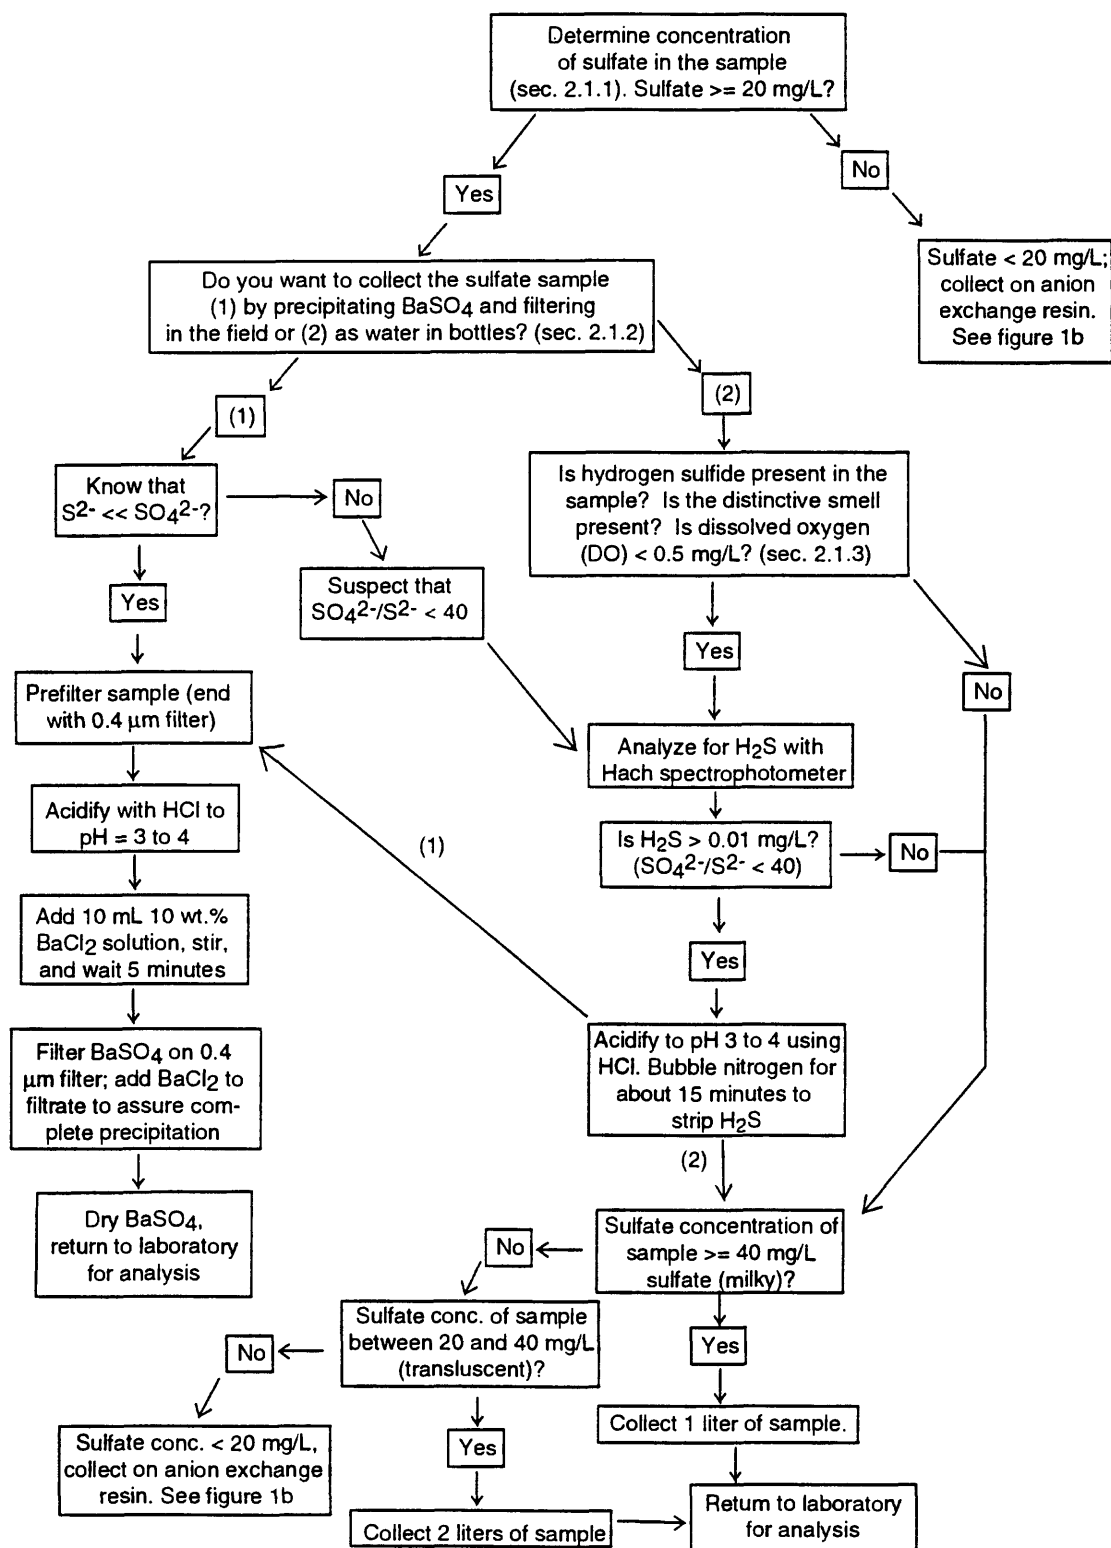 Determine concentration
of sulfate in the sample
(sec. 2.1.1). Sulfate >= 20 mg/L?
No
Yes
Sulfate < 20 mg/L;
collect on anion
exchange resin.
See figure 1b
Do you want to collect the sulfate sample
(1) by precipitating BaSO4 and filtering
in the field or (2) as water in bottles? (sec. 2.1.2)
(1)
(2)
Know that
S2- << SO42-?
No
Is hydrogen sulfide present in the
sample? Is the distinctive smell
present? Is dissolved oxygen
(DO) < 0.5 mg/L? (sec. 2.1.3)
Yes
Suspect that
SO42-/S2- < 40
Yes
No
Prefilter sample (end
with 0.4 µm filter)
Analyze for H2S with
Hach spectrophotometer
Acidify with HCl to
pH = 3 to 4
(1)
Is H2S > 0.01 mg/L?
(SO42-/S2- < 40)
No
Add 10 mL 10 wt.%
BaCl2 solution, stir,
and wait 5 minutes
Yes
Filter BaSO4 on 0.4
µm filter; add BaCl2 to
filtrate to assure com-
plete precipitation
Acidify to pH 3 to 4 using
HCl. Bubble nitrogen for
about 15 minutes to
strip H2S
(2)
Dry BaSO4,
return to laboratory
for analysis
Sulfate concentration of
sample >= 40 mg/L
sulfate (milky)?
No
Sulfate conc. of sample
between 20 and 40 mg/L
(transluscent)?
Yes
No
Collect 1 liter of sample.
Sulfate conc. < 20 mg/L,
collect on anion exchange
resin. See figure 1b
Yes
Collect 2 liters of sample
Return to laboratory
for analysis